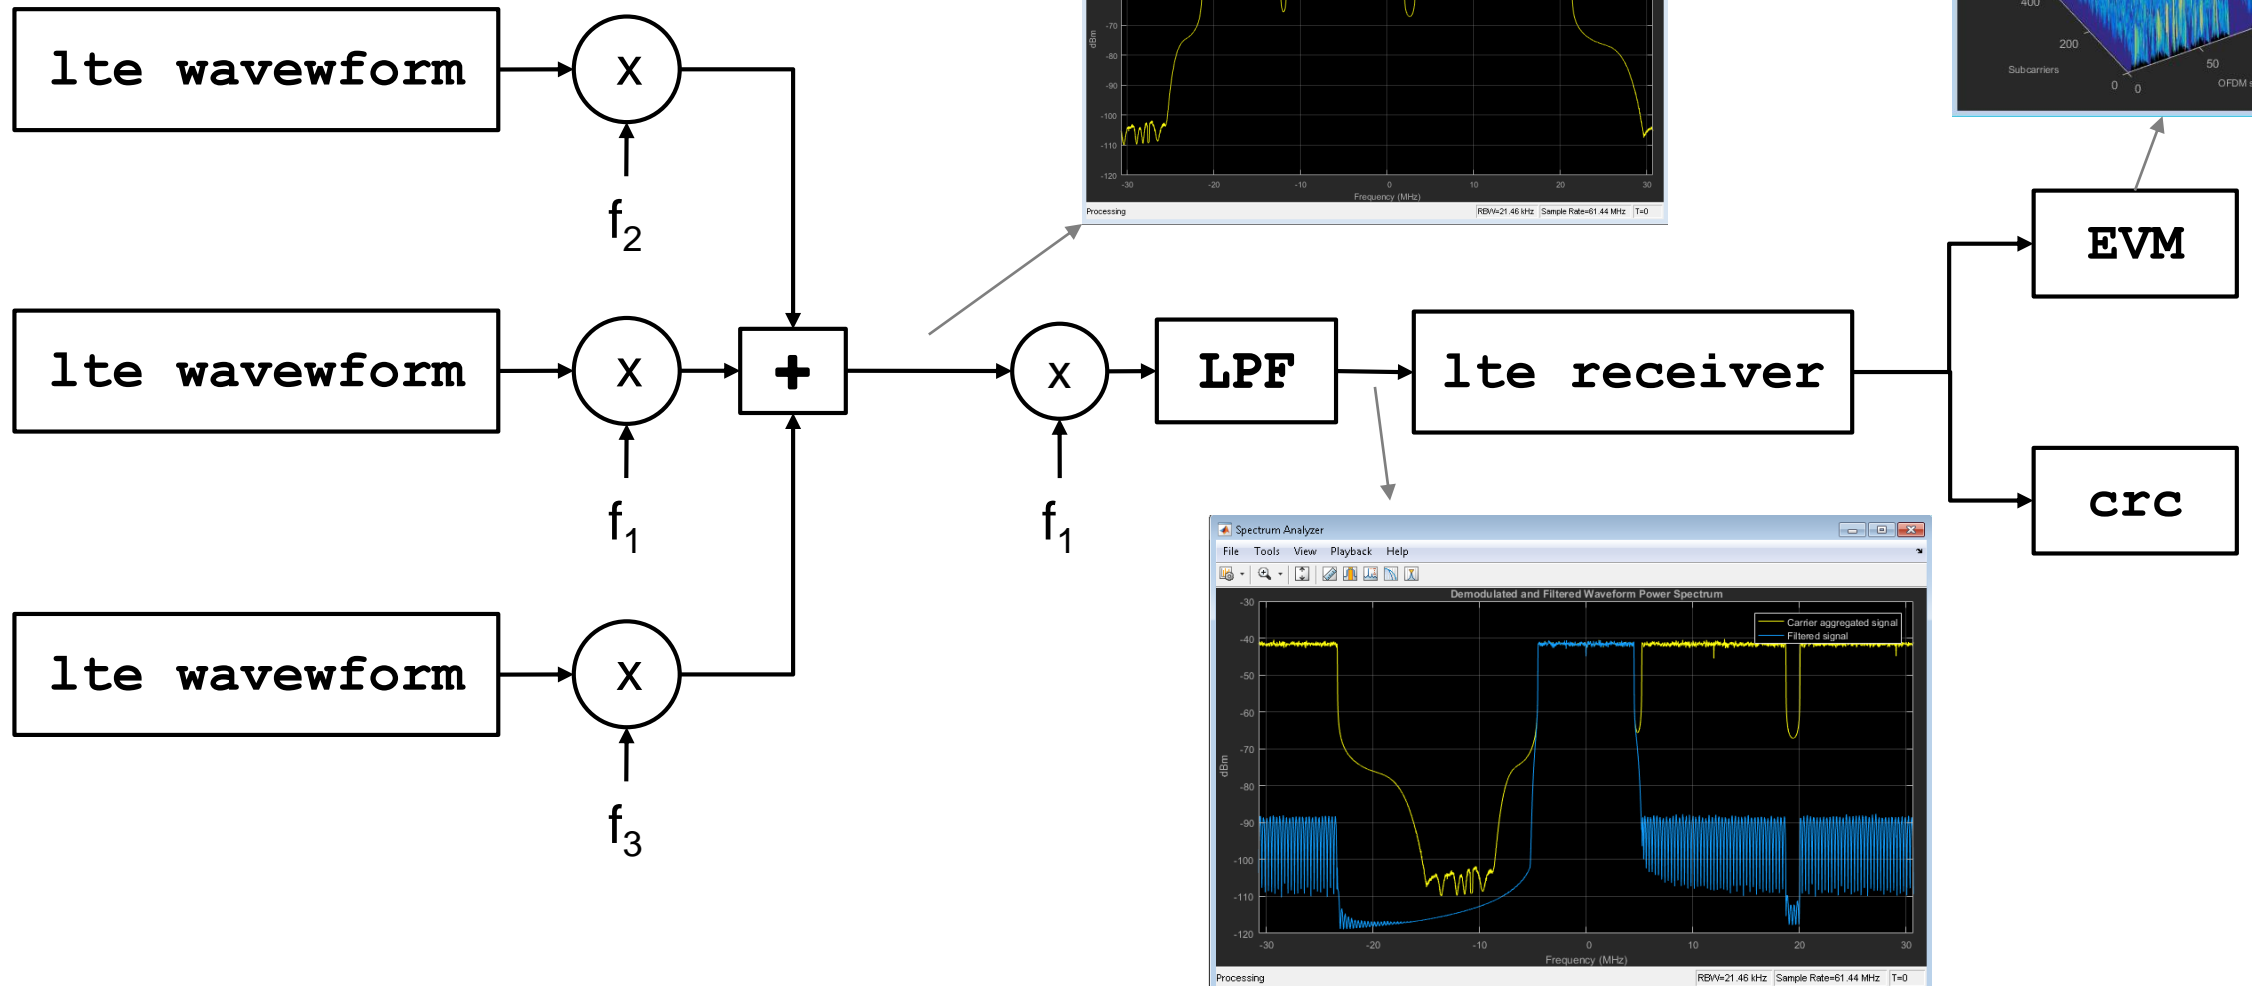 lte wavewform
x
f2
lte wavewform
x
f1
+
lte wavewform
x
f3
dBm
-70
-80
-90
-100
-110
-120
-30
-20
-10
0
10
20
30
Frequency (MHz)
Processing
RBW=21.46 kHz
Sample Rate=61.44 MHz
T=0
400
200
0
Subcarriers
0
50
x
f1
LPF
lte receiver
EVM
crc
Spectrum Analyzer
File Tools View Playback Help
Demodulated and Filtered Waveform Power Spectrum
Carrier aggregated signal
Filtered signal
dBm
-30
-40
-50
-60
-70
-80
-90
-100
-110
-120
-30
-20
-10
0
10
20
30
Frequency (MHz)
Processing
RBW=21.46 kHz
Sample Rate=61.44 MHz
T=0
OFDM s